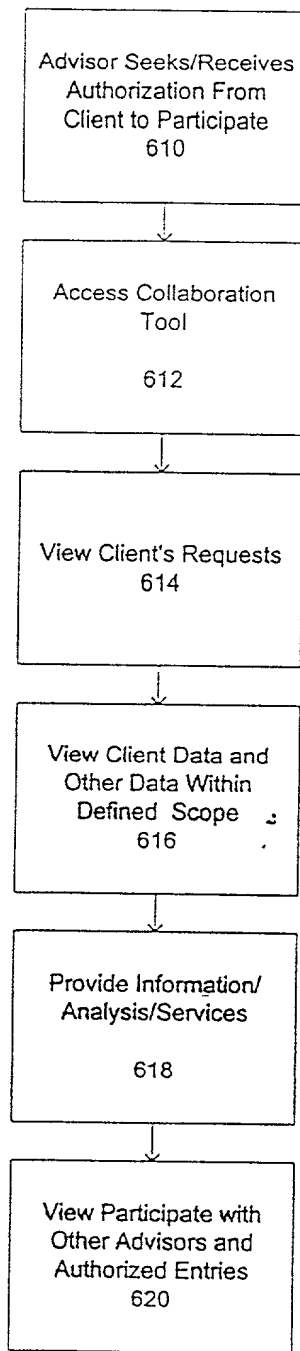 Advisor Seeks/Receives
Authorization From
Client to Participate
610
Access Collaboration
Tool
612
View Client's Requests
614
View Client Data and
Other Data Within
Defined Scope
616
Provide Information/
Analysis/Services
618
View Participate with
Other Advisors and
Authorized Entries
620